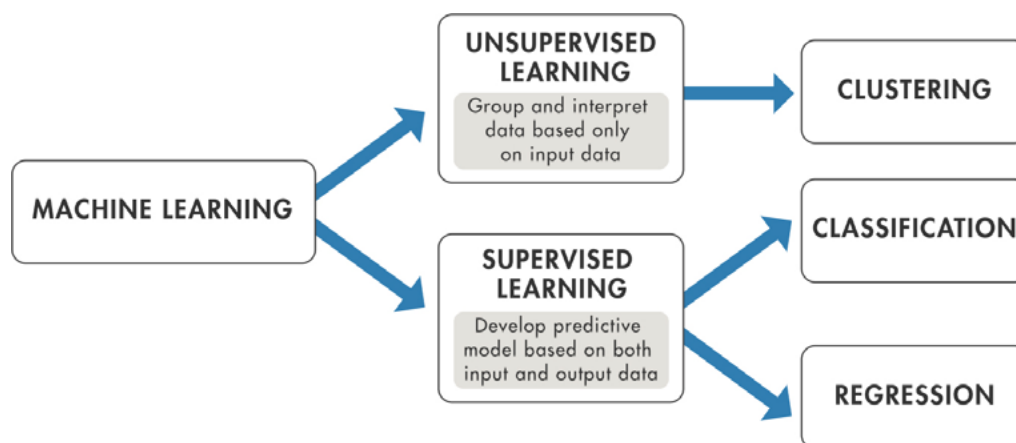 MACHINE LEARNING
UNSUPERVISED
LEARNING
Group and interpret
data based only
on input data
SUPERVISED
LEARNING
Develop predictive
model based on both
input and output data
CLUSTERING
CLASSIFICATION
REGRESSION